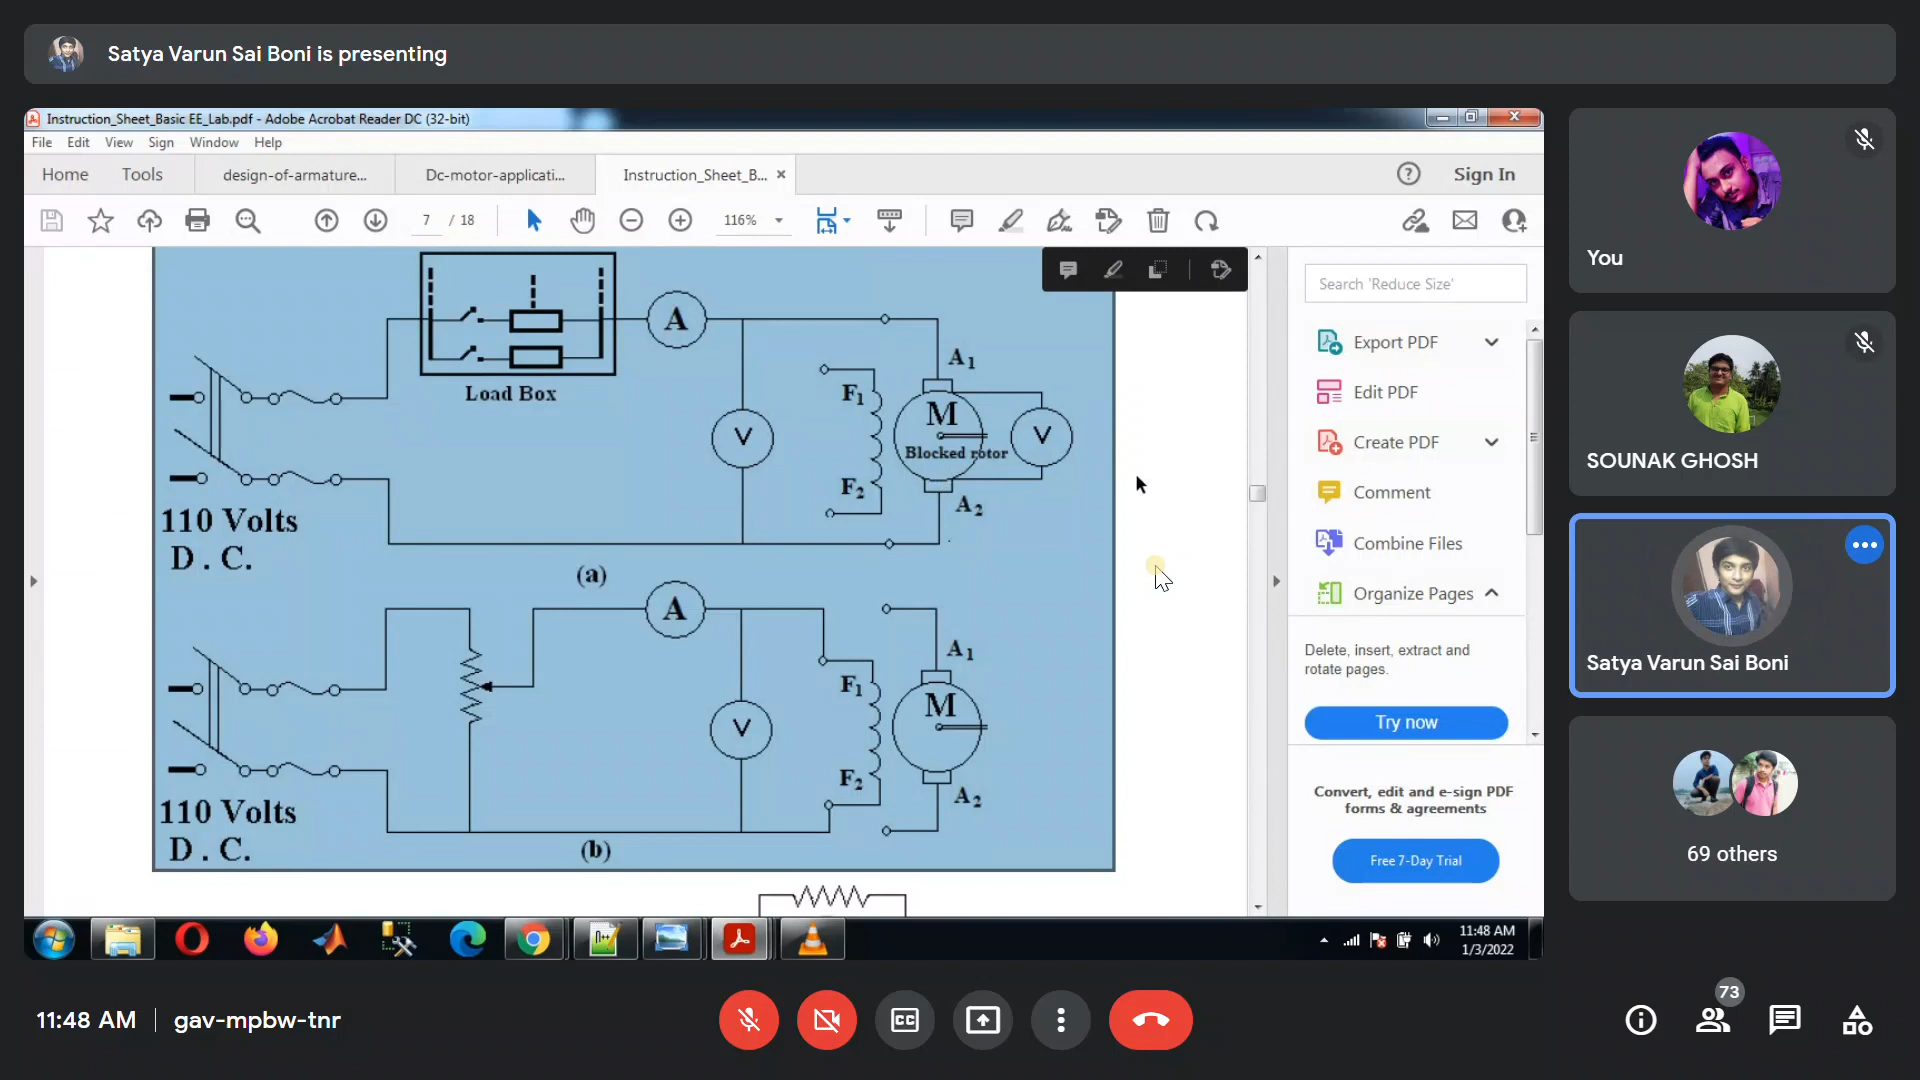 Satya Varun Sai Boni is presenting
Instruction_Sheet_Basic EE_Lab.pdf - Adobe Acrobat Reader DC (32-bit)
File Edit View Sign Window Help
Home Tools design-of-armature... Dc-motor-applicati... Instruction_Sheet_B... × ? Sign In
7 / 18 116%
Search 'Reduce Size'
Export PDF
Edit PDF
Create PDF
Comment
Combine Files
Organize Pages
Delete, insert, extract and
rotate pages.
Try now
Convert, edit and e-sign PDF
forms & agreements
Free 7-Day Trial
A
Load Box
A1
F1
M
V
V
Blocked rotor
F2
A2
110 Volts
D . C.
(a)
A
A1
F1
M
V
F2
A2
110 Volts
D . C.
(b)
11:48 AM
1/3/2022
You
SOUNAK GHOSH
Satya Varun Sai Boni
69 others
11:48 AM | gav-mpbw-tnr
CC
73